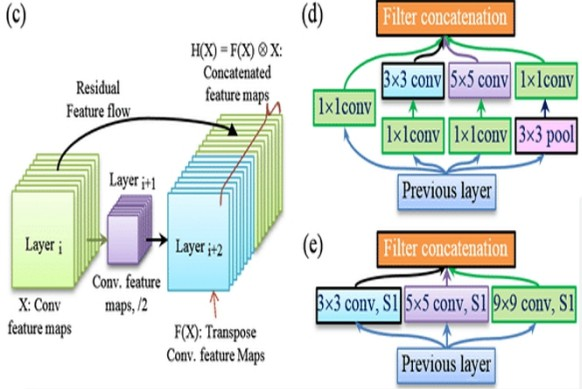 (c)
H(X) = F(X) ⊗ X:
Concatenated
feature maps
Residual
Feature flow
Layer i+1
Layer i
Layer i+2
Conv. feature
maps, /2
X: Conv
feature maps
F(X): Transpose
Conv. feature Maps
(d)
Filter concatenation
3×3 conv
5×5 conv
1×1conv
1×1conv
1×1conv
1×1conv
3×3 pool
Previous layer
(e)
Filter concatenation
3×3 conv, S1
5×5 conv, S1
9×9 conv, S1
Previous layer